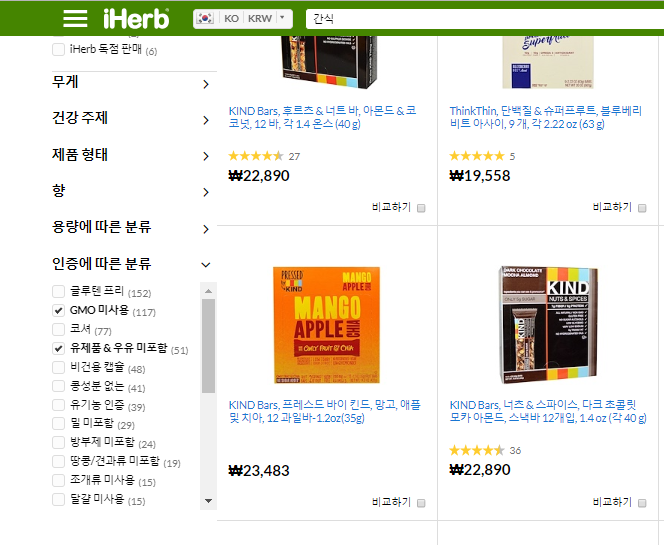 iHerb
KO KRW
간식
iHerb 독점 판매 (6)
무게
건강 주제
제품 형태
향
용량에 따른 분류
인증에 따른 분류
글루텐 프리 (152)
GMO 미사용 (117)
코셔 (77)
유제품 & 우유 미포함 (51)
비건용 캡슐 (48)
콩성분 없는 (41)
유기농 인증 (39)
밀 미포함 (29)
방부제 미포함 (24)
땅콩/견과류 미포함 (19)
조개류 미사용 (15)
달걀 미사용 (15)
KIND Bars, 후르츠 & 너트 바, 아몬드 & 코
코넛, 12 바, 각 1.4 온스 (40 g)
27
₩22,890
비교하기
Superfruit
ThinkThin, 단백질 & 슈퍼프루트, 블루베리
비트 아사이, 9 개, 각 2.22 oz (63 g)
5
₩19,558
비교하기
PRESSED
by KIND
MANGO
APPLE
CHIA
MANGO
APPLE
CHIA
KIND Bars, 프레스드 바이 킨드, 망고, 애플
및 치아, 12 과일바-1.2oz(35g)
₩23,483
비교하기
DARK CHOCOLATE
MOCHA ALMOND
KIND
NUTS & SPICES
KIND Bars, 너츠 & 스파이스, 다크 초콜릿
모카 아몬드, 스낵바 12개입, 1.4 oz (각 40 g)
36
₩22,890
비교하기